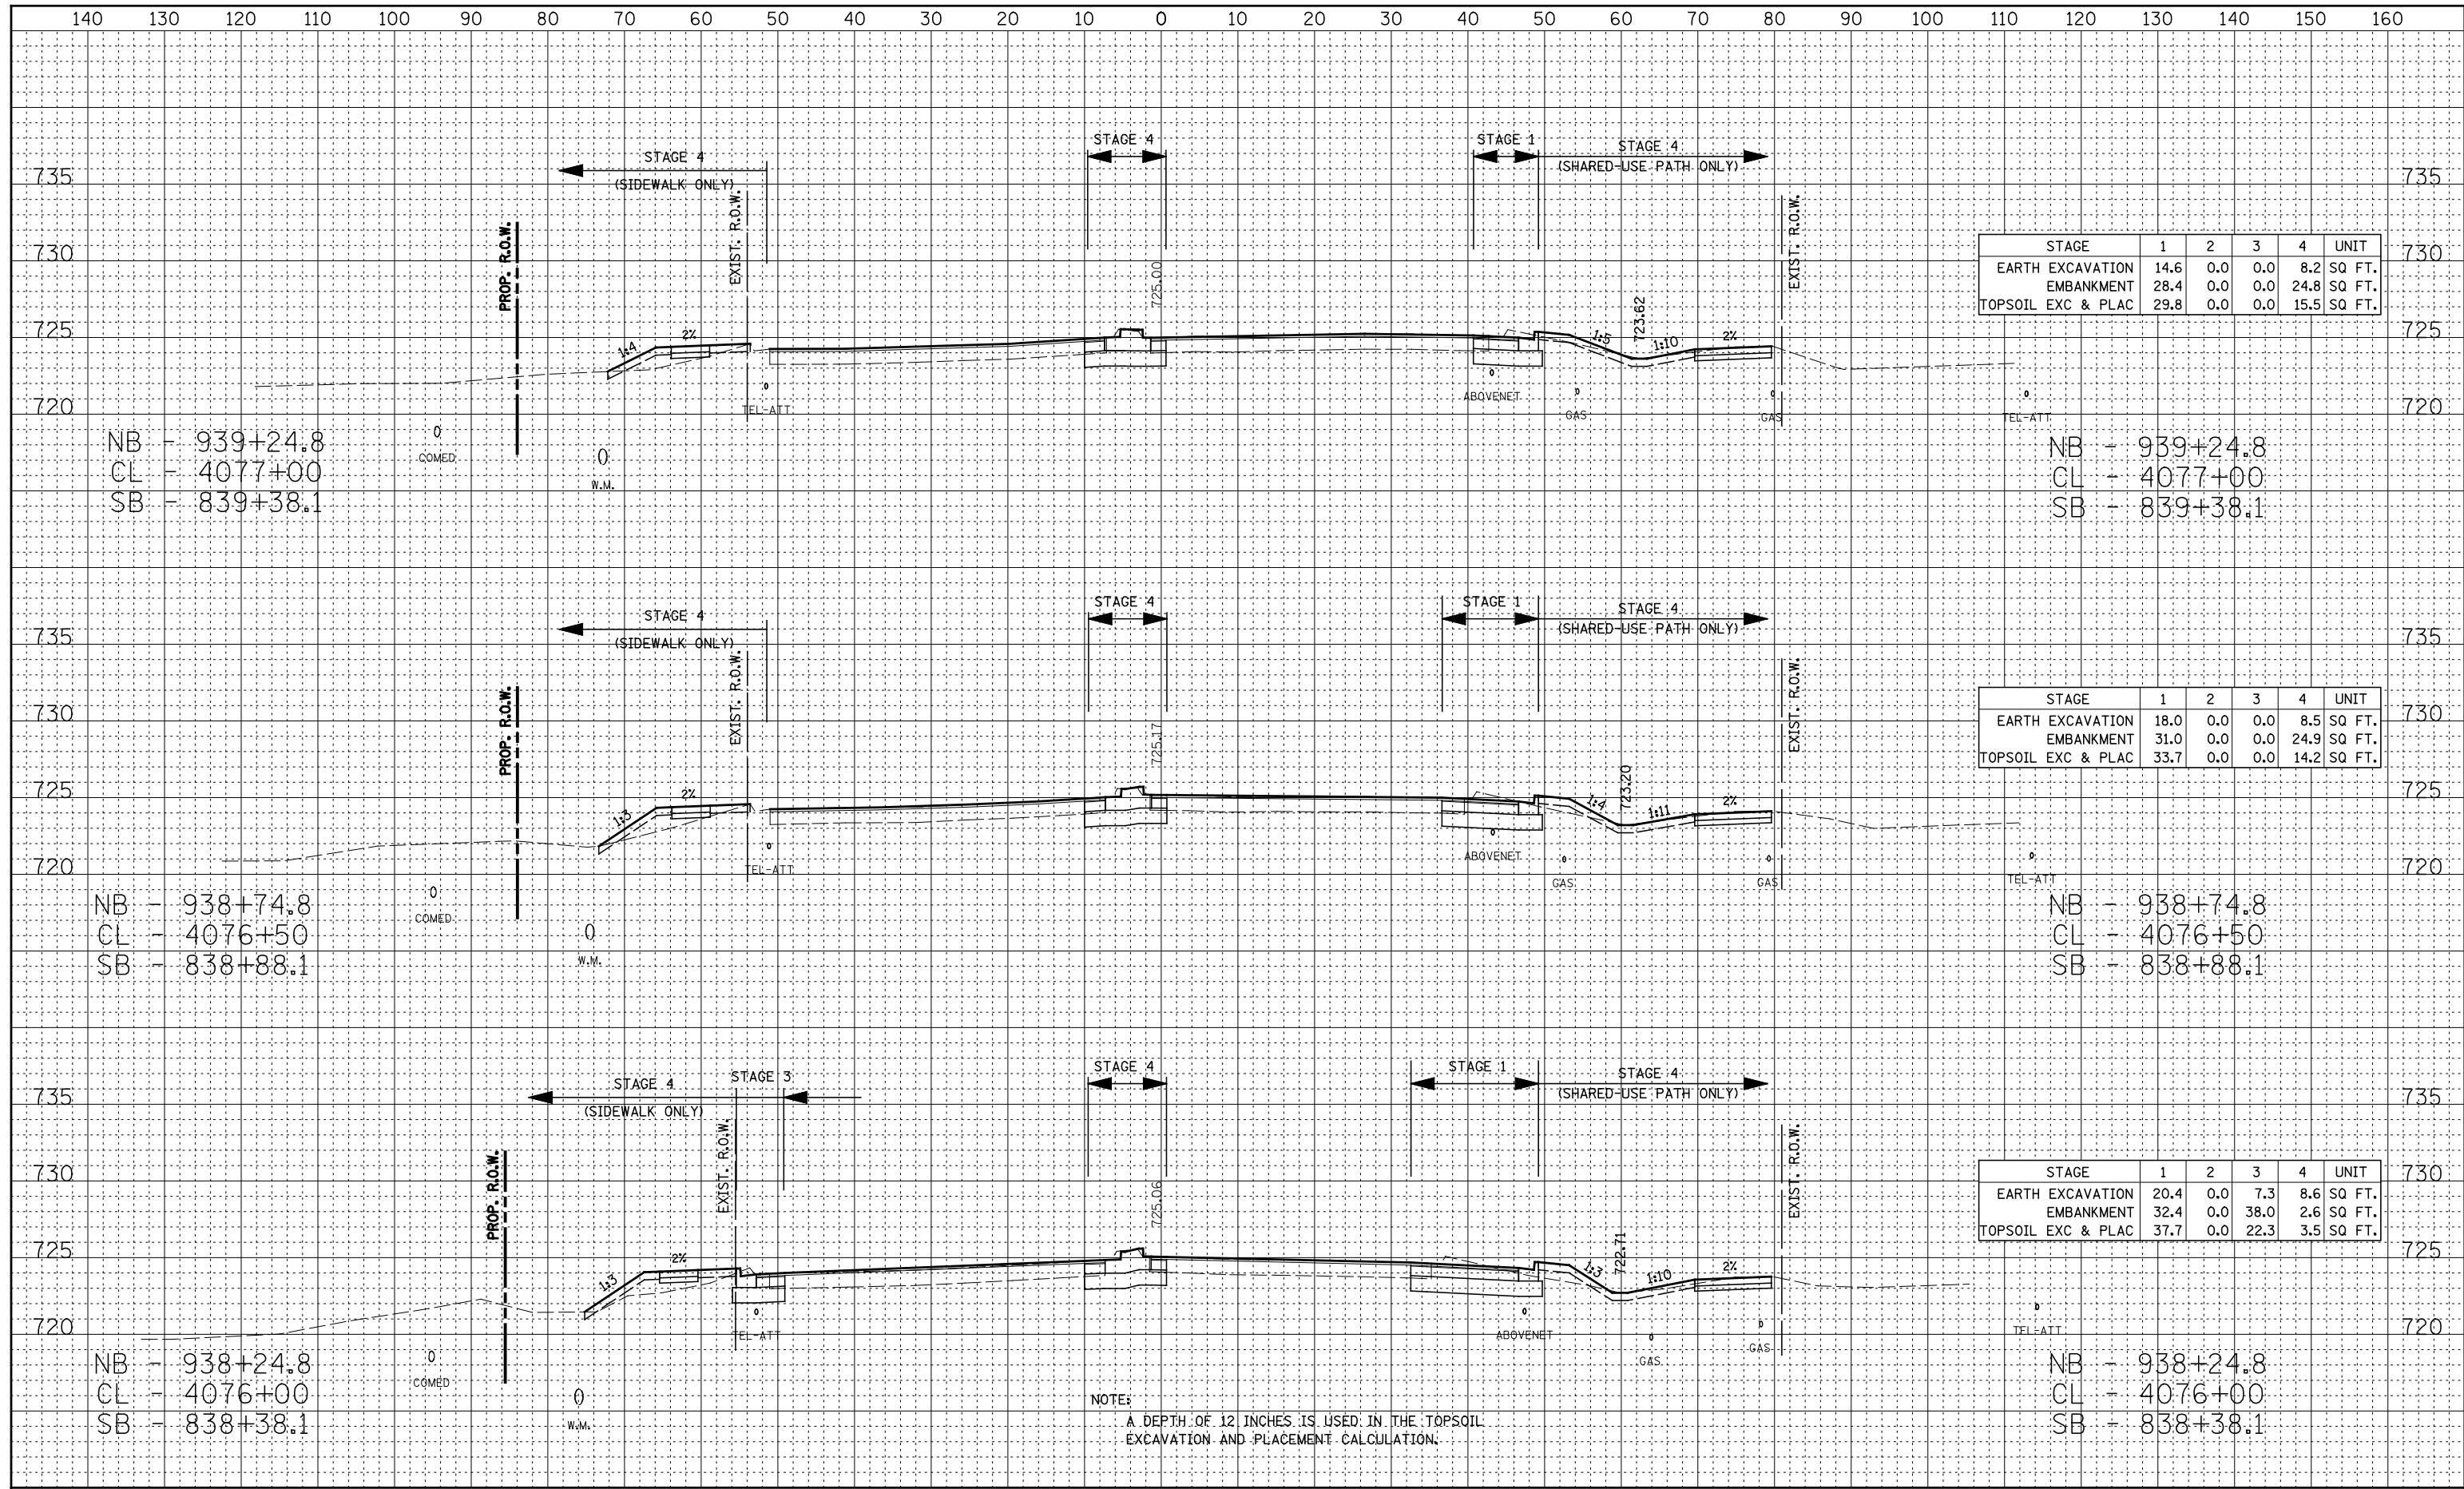 140 130 120 110 100 90 80 70 60 50 40 30 20 10 0 10 20 30 40 50 60 70 80 90 100 110 120 130 140 150 160
STAGE 4
(SIDEWALK ONLY)
STAGE 4
STAGE 1
STAGE 4
(SHARED-USE PATH ONLY)
735
735
PROP. R.O.W.
EXIST. R.O.W.
725.00
723.62
EXIST. R.O.W.
730
730
STAGE 1 2 3 4 UNIT
EARTH EXCAVATION 14.6 0.0 0.0 8.2 SQ FT.
EMBANKMENT 28.4 0.0 0.0 24.8 SQ FT.
TOPSOIL EXC & PLAC 29.8 0.0 0.0 15.5 SQ FT.
725
1:4
2%
1:5
1:10
2%
725
720
TEL-ATT
ABOVENET
GAS
GAS
TEL-ATT
720
COMED
W.M.
NB - 939+24.8
CL - 4077+00
SB - 839+38.1
NB - 939+24.8
CL - 4077+00
SB - 839+38.1
STAGE 4
(SIDEWALK ONLY)
STAGE 4
STAGE 1
STAGE 4
(SHARED-USE PATH ONLY)
735
735
PROP. R.O.W.
EXIST. R.O.W.
725.17
723.20
EXIST. R.O.W.
730
730
STAGE 1 2 3 4 UNIT
EARTH EXCAVATION 18.0 0.0 0.0 8.5 SQ FT.
EMBANKMENT 31.0 0.0 0.0 24.9 SQ FT.
TOPSOIL EXC & PLAC 33.7 0.0 0.0 14.2 SQ FT.
725
1:3
2%
1:4
1:11
2%
725
720
TEL-ATT
ABOVENET
GAS
GAS
TEL-ATT
720
COMED
W.M.
NB - 938+74.8
CL - 4076+50
SB - 838+88.1
NB - 938+74.8
CL - 4076+50
SB - 838+88.1
STAGE 4
(SIDEWALK ONLY)
STAGE 3
STAGE 4
STAGE 1
STAGE 4
(SHARED-USE PATH ONLY)
735
735
PROP. R.O.W.
EXIST. R.O.W.
725.06
722.71
EXIST. R.O.W.
730
730
STAGE 1 2 3 4 UNIT
EARTH EXCAVATION 20.4 0.0 7.3 8.6 SQ FT.
EMBANKMENT 32.4 0.0 38.0 2.6 SQ FT.
TOPSOIL EXC & PLAC 37.7 0.0 22.3 3.5 SQ FT.
725
1:3
2%
1:3
1:10
2%
725
720
TEL-ATT
ABOVENET
GAS
GAS
TEL-ATT
720
COMED
W.M.
NB - 938+24.8
CL - 4076+00
SB - 838+38.1
NB - 938+24.8
CL - 4076+00
SB - 838+38.1
NOTE:
A DEPTH OF 12 INCHES IS USED IN THE TOPSOIL
EXCAVATION AND PLACEMENT CALCULATION.